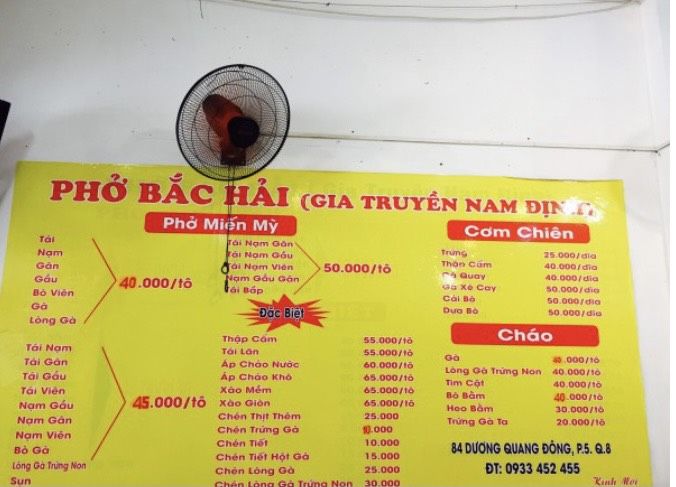 PHỞ BẮC HẢI (GIA TRUYỀN NAM ĐỊNH)
Phở Miến Mỳ
Tái
Nạm
Gân
Gầu
Bò Viên
Gà
Lòng Gà
40.000/tô
Tái Nạm
Tái Gân
Tái Gầu
Tái Viên
Nạm Gầu
Nạm Gân
Nạm Viên
Bò Gà
Lòng Gà Trứng Non
Sụn
45.000/tô
Tái Nạm Gân
Tái Nạm Gầu
Tái Nạm Viên
Nạm Gầu Gân
Tái Bắp
50.000/tô
Đặc Biệt
Thập Cẩm 55.000/tô
Tái Lăn 55.000/tô
Áp Chảo Nước 60.000/tô
Áp Chảo Khô 65.000/tô
Xào Mềm 65.000/tô
Xào Giòn 65.000/tô
Chén Thịt Thêm 25.000
Chén Trứng Gà 10.000
Chén Tiết 10.000
Chén Tiết Hột Gà 15.000
Chén Lòng Gà 25.000
Chén Lòng Gà Trứng Non 30.000
Cơm Chiên
Trứng 25.000/dĩa
Thập Cẩm 40.000/dĩa
Quay 40.000/dĩa
Gà Xé Cay 50.000/dĩa
Cải Bò 50.000/dĩa
Dưa Bò 50.000/dĩa
Cháo
Gà 40.000/tô
Lòng Gà Trứng Non 40.000/tô
Tim Cật 40.000/tô
Bò Bằm 40.000/tô
Heo Bằm 30.000/tô
Trứng Gà Ta 20.000/tô
84 DƯƠNG QUANG ĐÔNG, P.5. Q.8
ĐT: 0933 452 455
Kính Mời